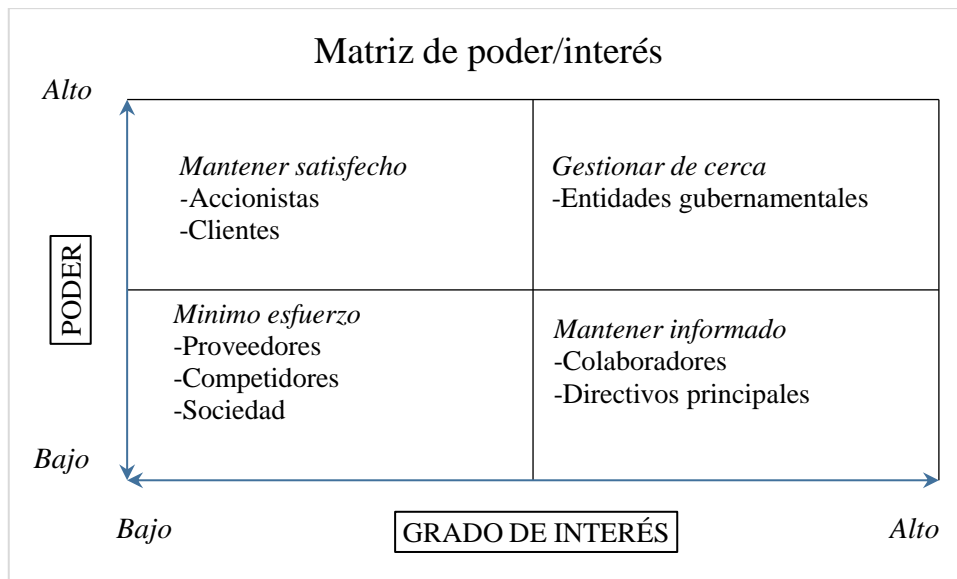 Matriz de poder/interés
Alto
Mantener satisfecho
-Accionistas
-Clientes
Gestionar de cerca
-Entidades gubernamentales
PODER
Minimo esfuerzo
-Proveedores
-Competidores
-Sociedad
Mantener informado
-Colaboradores
-Directivos principales
Bajo
Bajo
GRADO DE INTERÉS
Alto